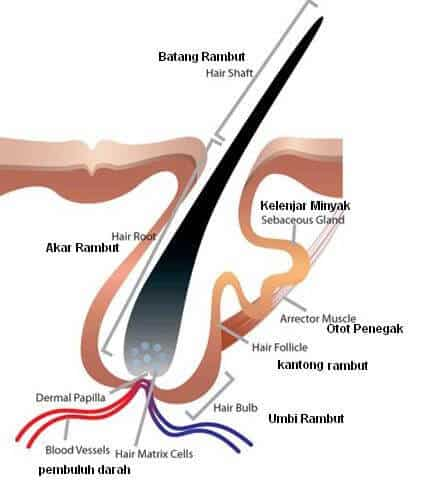 Batang Rambut
Hair Shaft
Kelenjar Minyak
Sebaceous Gland
Hair Root
Akar Rambut
Arrector Muscle
Otot Penegak
Hair Follicle
kantong rambut
Dermal Papilla
Hair Bulb
Umbi Rambut
Blood Vessels
Hair Matrix Cells
pembuluh darah